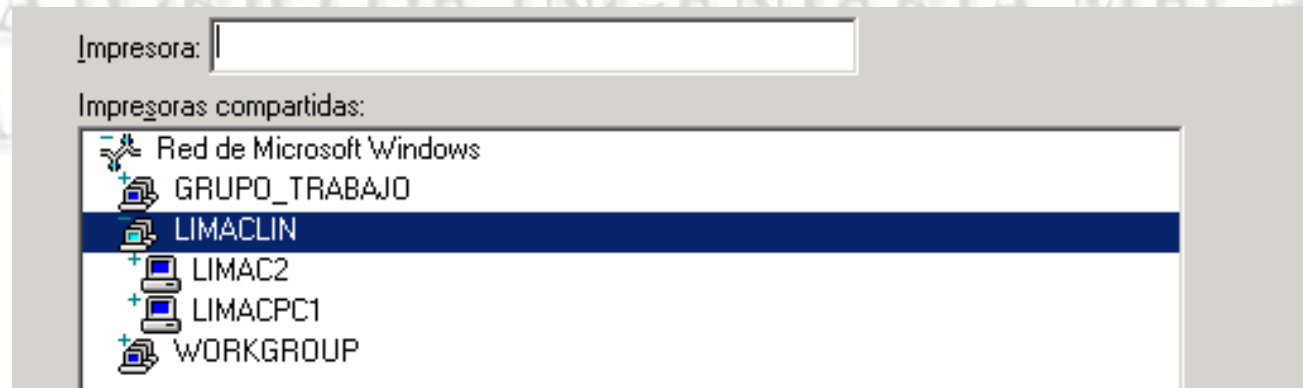 Impresora:
Impresoras compartidas:
Red de Microsoft Windows
GRUPO_TRABAJO
LIMACLIN
LIMAC2
LIMACPC1
WORKGROUP